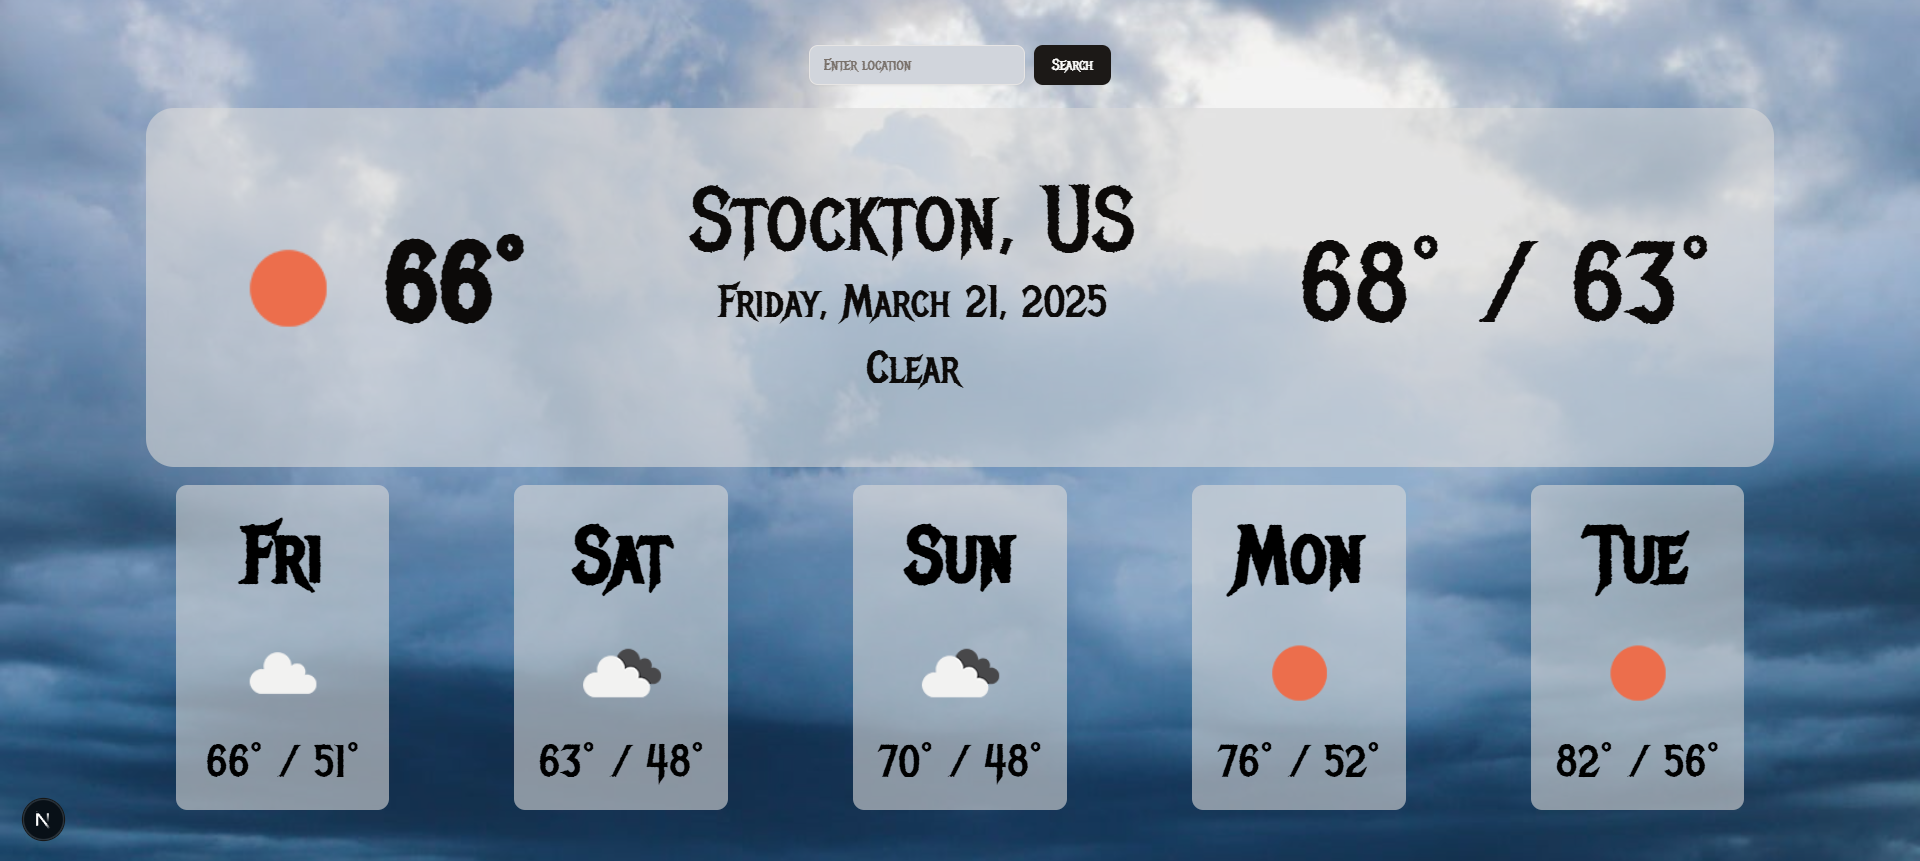 Enter location
Search
66°
Stockton, US
Friday, March 21, 2025
Clear
68° / 63°
Fri
66° / 51°
Sat
63° / 48°
Sun
70° / 48°
Mon
76° / 52°
Tue
82° / 56°
N